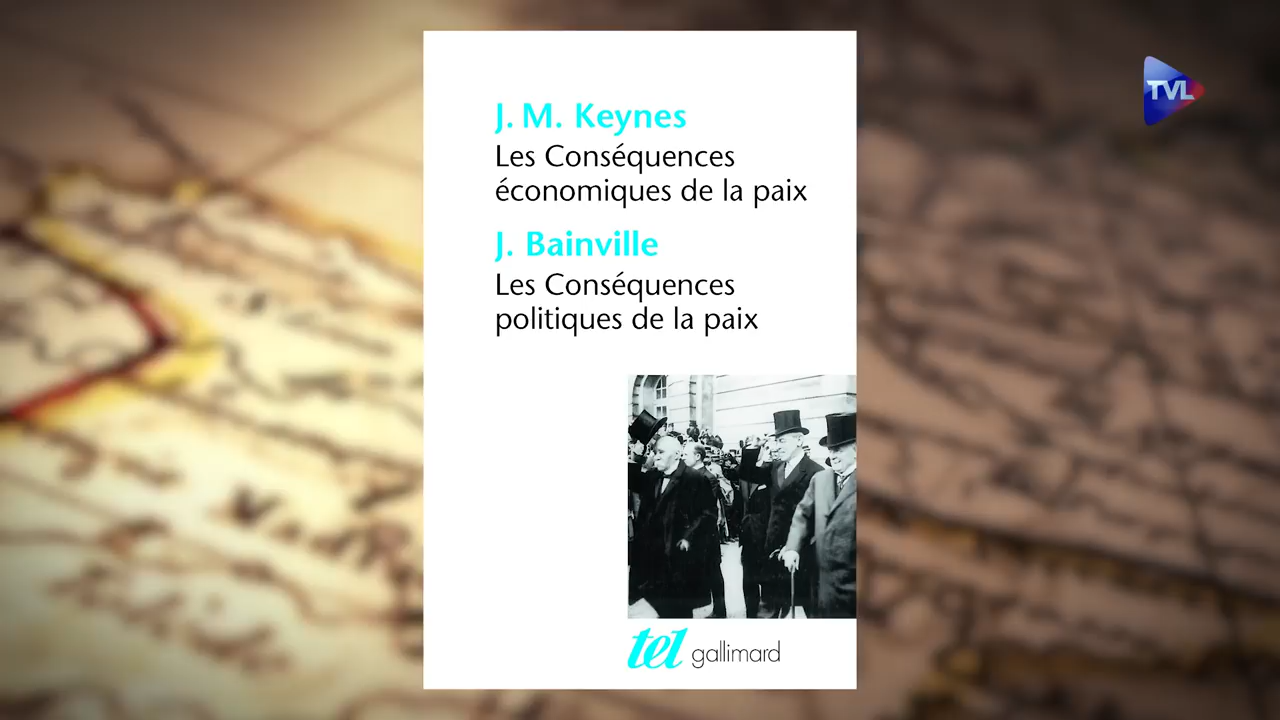 TVL
J. M. Keynes
Les Conséquences
économiques de la paix
J. Bainville
Les Conséquences
politiques de la paix
tel gallimard